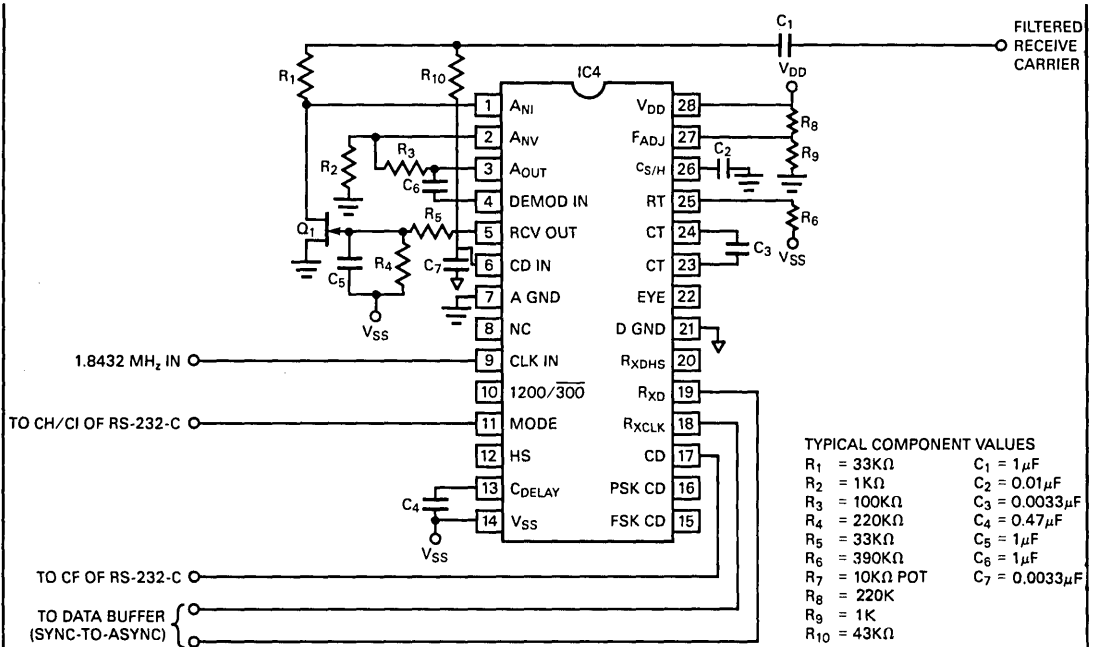 C1
FILTERED
RECEIVE
CARRIER
VDD
R1
R10
IC4
1 ANI
VDD 28
R8
2 ANV
FADJ 27
R9
R3
3 AOUT
CS/H 26
C2
R2
C6
4 DEMOD IN
RT 25
R5
R6
Q1
5 RCV OUT
CT 24
C3
VSS
R4
C7
6 CD IN
CT 23
C5
7 A GND
EYE 22
VSS
8 NC
D GND 21
1.8432 MHz IN
9 CLK IN
RXDHS 20
10 1200/300
RXD 19
TO CH/CI OF RS-232-C
11 MODE
RXCLK 18
12 HS
CD 17
13 CDELAY
PSK CD 16
C4
14 VSS
FSK CD 15
VSS
TO CF OF RS-232-C
TO DATA BUFFER
(SYNC-TO-ASYNC)
TYPICAL COMPONENT VALUES
R1 = 33KΩ C1 = 1μF
R2 = 1KΩ C2 = 0.01μF
R3 = 100KΩ C3 = 0.0033μF
R4 = 220KΩ C4 = 0.47μF
R5 = 33KΩ C5 = 1μF
R6 = 390KΩ C6 = 1μF
R7 = 10KΩ POT C7 = 0.0033μF
R8 = 220K
R9 = 1K
R10 = 43KΩ